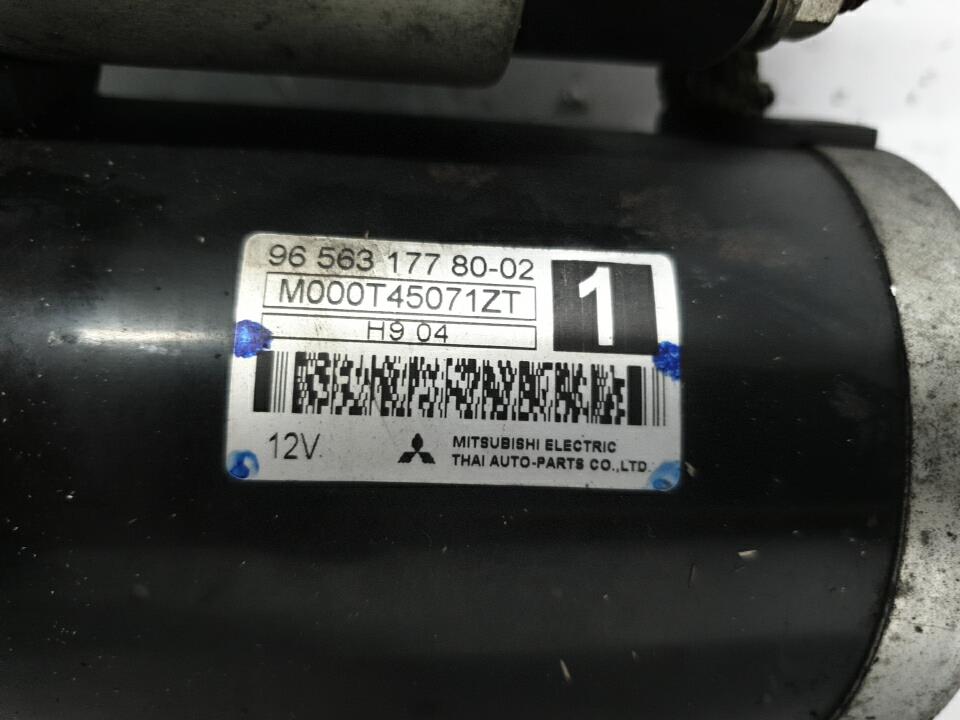 96 563 177 80-02
M000T45071ZT
1
H9 04
12V
MITSUBISHI ELECTRIC
THAI AUTO-PARTS CO.,LTD.